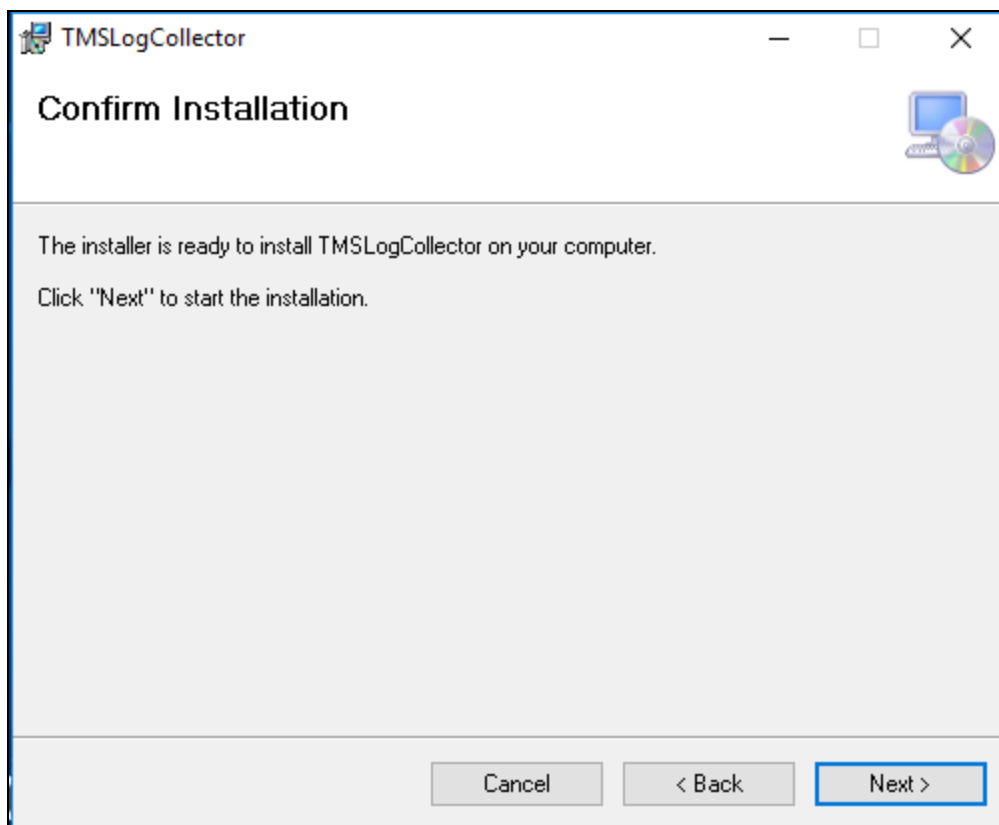 TMSLogCollector
Confirm Installation
The installer is ready to install TMSLogCollector on your computer.
Click "Next" to start the installation.
Cancel
< Back
Next >